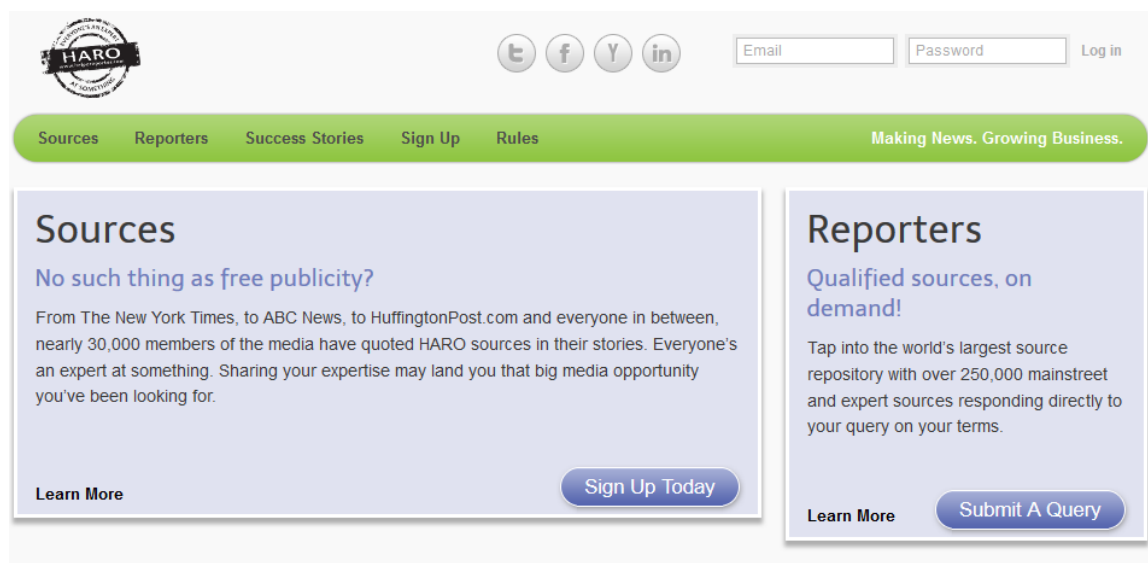 EVERYONE'S AN EXPERT
HARO
AT SOMETHING
Email
Password
Log in
Sources
Reporters
Success Stories
Sign Up
Rules
Making News. Growing Business.
Sources
No such thing as free publicity?
From The New York Times, to ABC News, to HuffingtonPost.com and everyone in between,
nearly 30,000 members of the media have quoted HARO sources in their stories. Everyone's
an expert at something. Sharing your expertise may land you that big media opportunity
you've been looking for.
Learn More
Sign Up Today
Reporters
Qualified sources, on
demand!
Tap into the world's largest source
repository with over 250,000 mainstreet
and expert sources responding directly to
your query on your terms.
Learn More
Submit A Query